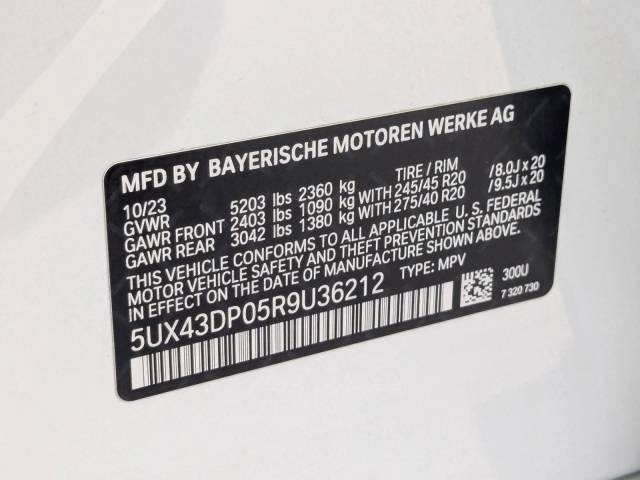 MFD BY BAYERISCHE MOTOREN WERKE AG
10/23 TIRE / RIM
GVWR 5203 lbs 2360 kg
GAWR FRONT 2403 lbs 1090 kg WITH 245/45 R20 /8.0J x 20
GAWR REAR 3042 lbs 1380 kg WITH 275/40 R20 /9.5J x 20
THIS VEHICLE CONFORMS TO ALL APPLICABLE U. S. FEDERAL
MOTOR VEHICLE SAFETY AND THEFT PREVENTION STANDARDS
IN EFFECT ON THE DATE OF MANUFACTURE SHOWN ABOVE.
5UX43DP05R9U36212 TYPE: MPV 300U
7 320 730